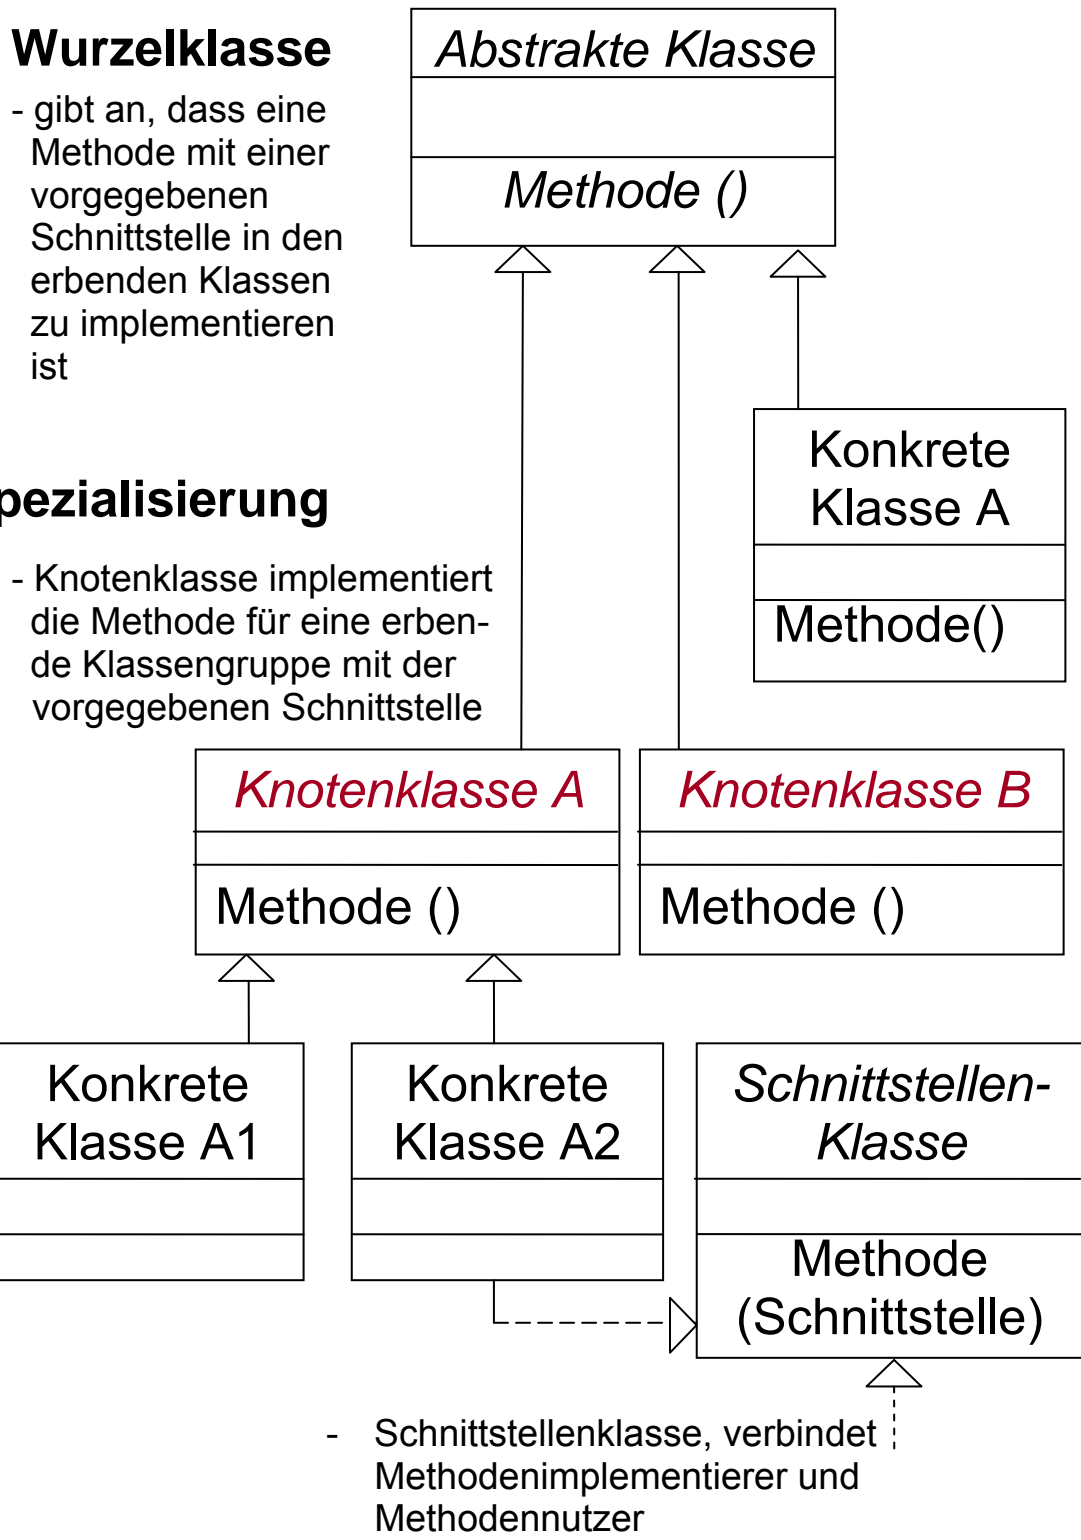 Wurzelklasse
- gibt an, dass eine
Methode mit einer
vorgegebenen
Schnittstelle in den
erbenden Klassen
zu implementieren
ist
Abstrakte Klasse
Methode ()
Konkrete
Klasse A
Methode()
pezialisierung
- Knotenklasse implementiert
die Methode für eine erben-
de Klassengruppe mit der
vorgegebenen Schnittstelle
Knotenklasse A
Methode ()
Knotenklasse B
Methode ()
Konkrete
Klasse A1
Konkrete
Klasse A2
Schnittstellen-
Klasse
Methode
(Schnittstelle)
- Schnittstellenklasse, verbindet
Methodenimplementierer und
Methodennutzer